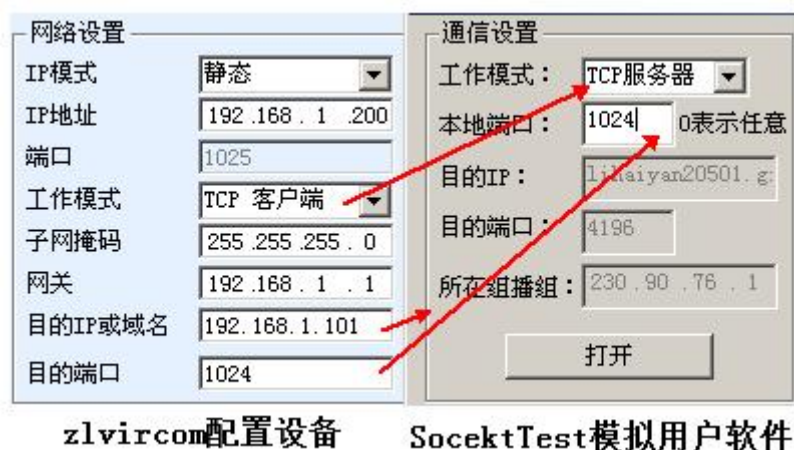 网络设置
IP模式 静态
IP地址 192 .168 . 1 .200
端口 1025
工作模式 TCP 客户端
子网掩码 255 .255 .255 . 0
网关 192 .168 . 1 . 1
目的IP或域名 192.168.1.101
目的端口 1024
zlvircom配置设备
通信设置
工作模式： TCP服务器
本地端口： 1024 0表示任意
目的IP： lihaiyan20501.g
目的端口： 4196
所在组播组： 230 .90 .76 . 1
打开
SocektTest模拟用户软件